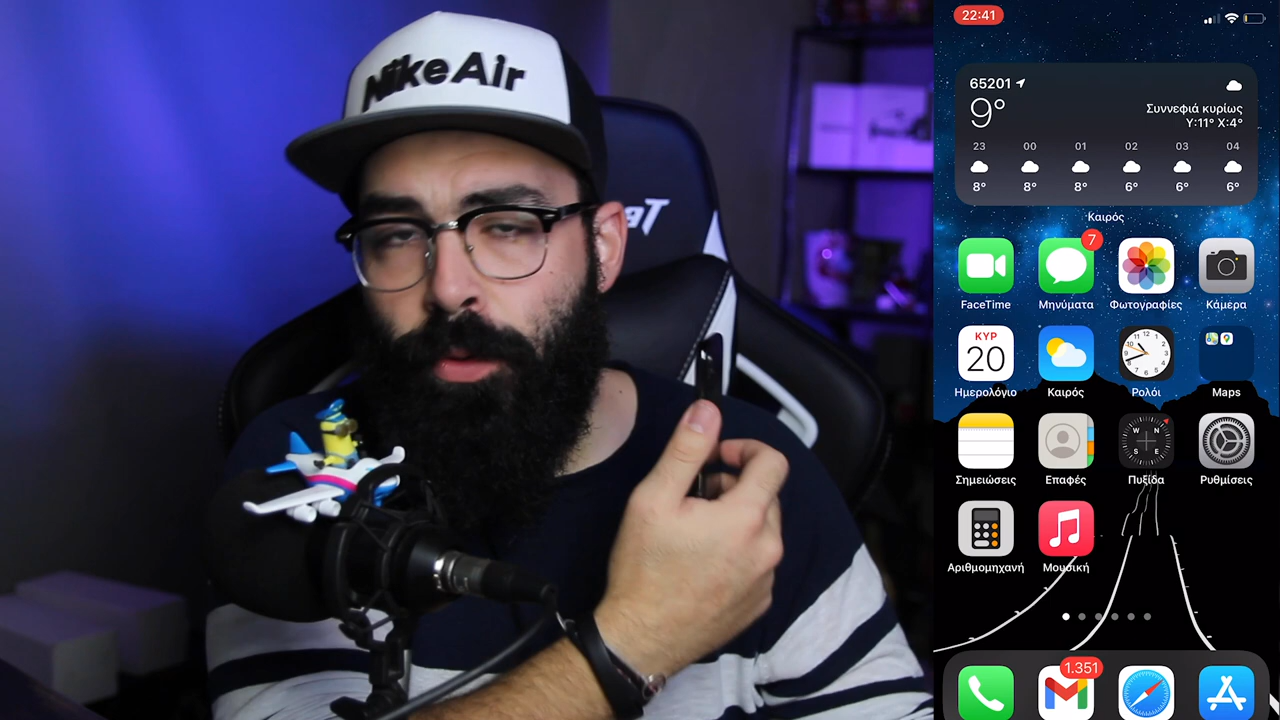 NikeAir
22:41
65201
9°
Συννεφιά κυρίως
Υ:11° Χ:4°
23 00 01 02 03 04
8° 8° 8° 6° 6° 6°
Καιρός
7
FaceTime Μηνύματα Φωτογραφίες Κάμερα
ΚΥΡ
20
Ημερολόγιο Καιρός Ρολόι Maps
W N
S E
Σημειώσεις Επαφές Πυξίδα Ρυθμίσεις
Αριθμομηχανή Μουσική
1.351